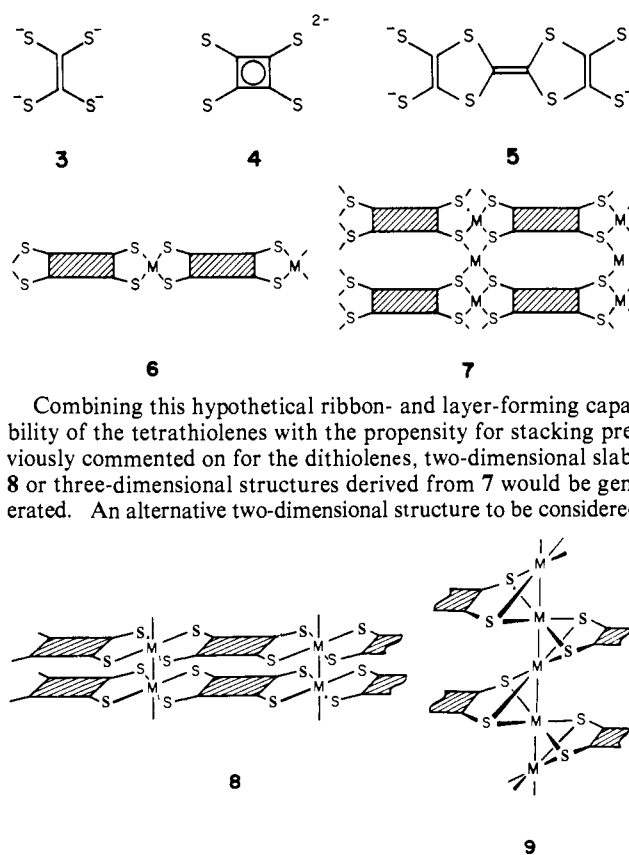 ⁻S S⁻ S S 2- ⁻S S S S⁻
⁻S S⁻ S S ⁻S S S S⁻
3 4 5
S S S S S S S S S S
S M S S M S M S S M
S S S M M
S S S S S S
S M S S M
6 7
Combining this hypothetical ribbon- and layer-forming capa
bility of the tetrathiolenes with the propensity for stacking pre
viously commented on for the dithiolenes, two-dimensional slab
8 or three-dimensional structures derived from 7 would be gen
erated. An alternative two-dimensional structure to be considere
M
S S S S S
M M S M
S S S S S S S
S S S S M S
M M S M
S S S S S S M S
M
8
9